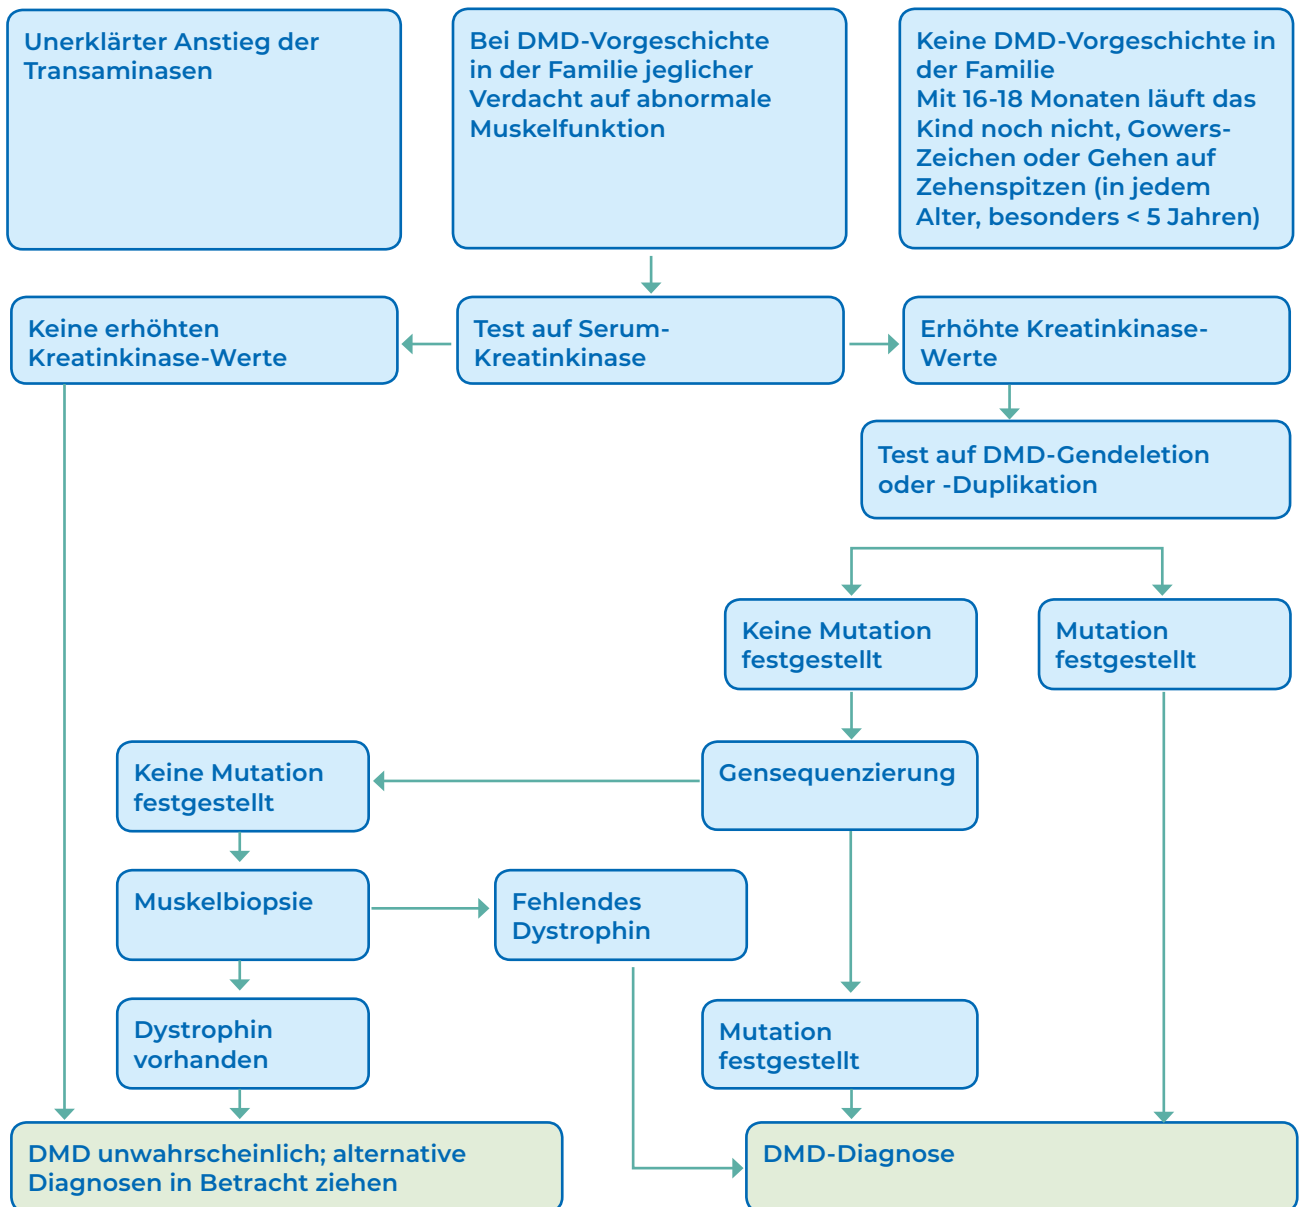 Unerklärter Anstieg der
Transaminasen
Bei DMD-Vorgeschichte
in der Familie jeglicher
Verdacht auf abnormale
Muskelfunktion
Keine DMD-Vorgeschichte in
der Familie
Mit 16-18 Monaten läuft das
Kind noch nicht, Gowers-
Zeichen oder Gehen auf
Zehenspitzen (in jedem
Alter, besonders < 5 Jahren)
Keine erhöhten
Kreatinkinase-Werte
Test auf Serum-
Kreatinkinase
Erhöhte Kreatinkinase-
Werte
Test auf DMD-Gendeletion
oder -Duplikation
Keine Mutation
festgestellt
Mutation
festgestellt
Keine Mutation
festgestellt
Gensequenzierung
Muskelbiopsie
Fehlendes
Dystrophin
Dystrophin
vorhanden
Mutation
festgestellt
DMD unwahrscheinlich; alternative
Diagnosen in Betracht ziehen
DMD-Diagnose